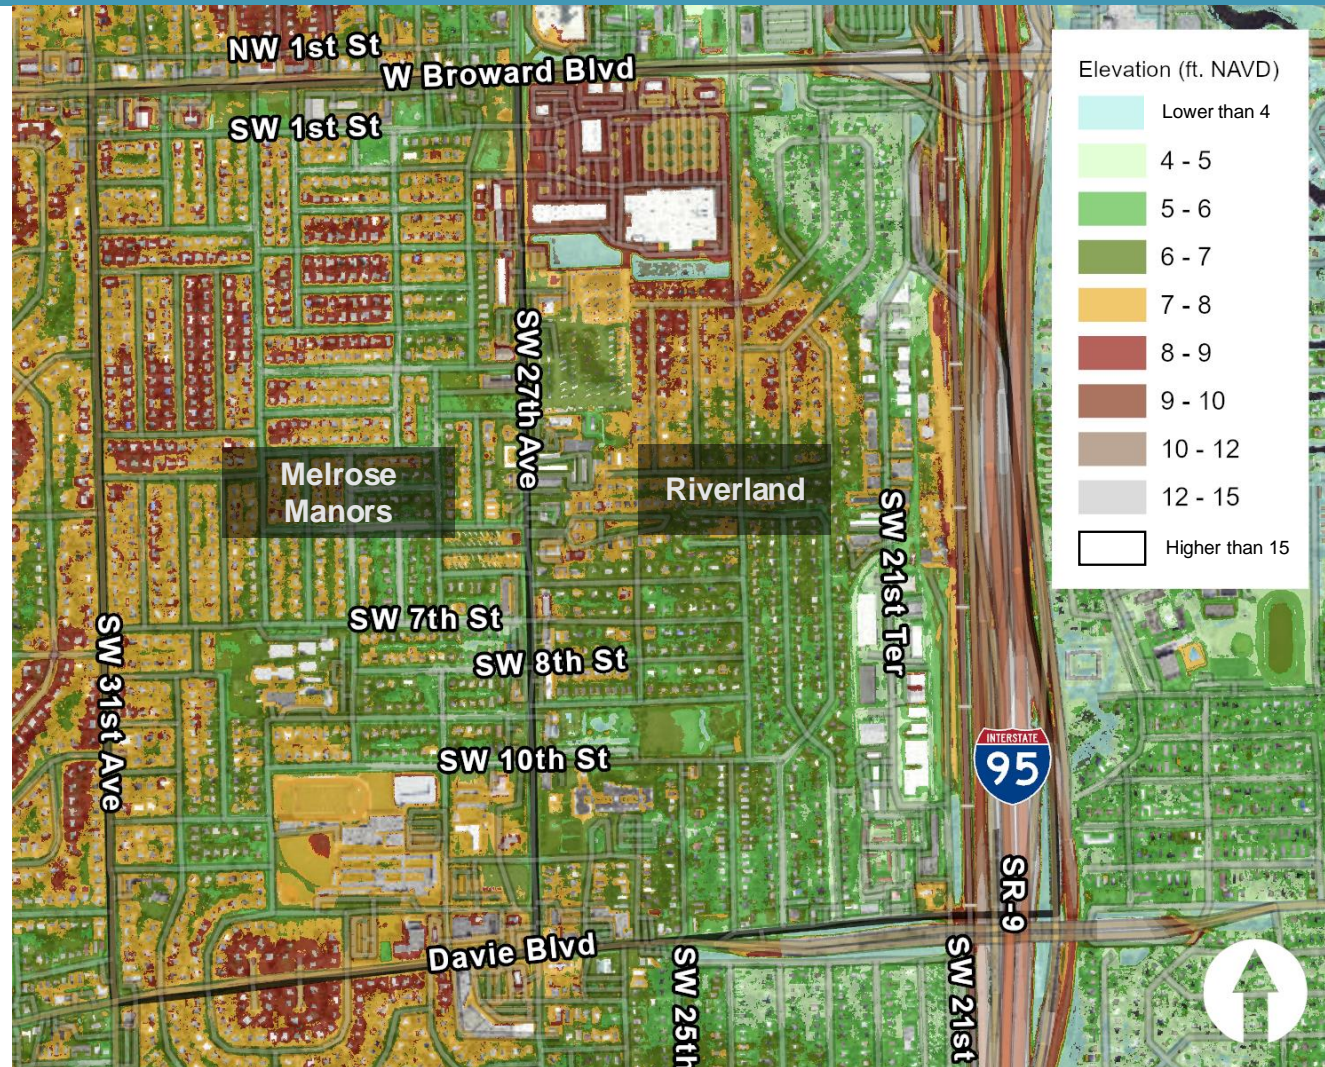 NW 1st St
W Broward Blvd
SW 1st St
SW 27th Ave
Melrose
Manors
Riverland
SW 21st Ter
SW 7th St
SW 8th St
SW 31st Ave
SW 10th St
INTERSTATE
95
SR-9
Davie Blvd
SW 25th
SW 21st
Elevation (ft. NAVD)
Lower than 4
4 - 5
5 - 6
6 - 7
7 - 8
8 - 9
9 - 10
10 - 12
12 - 15
Higher than 15